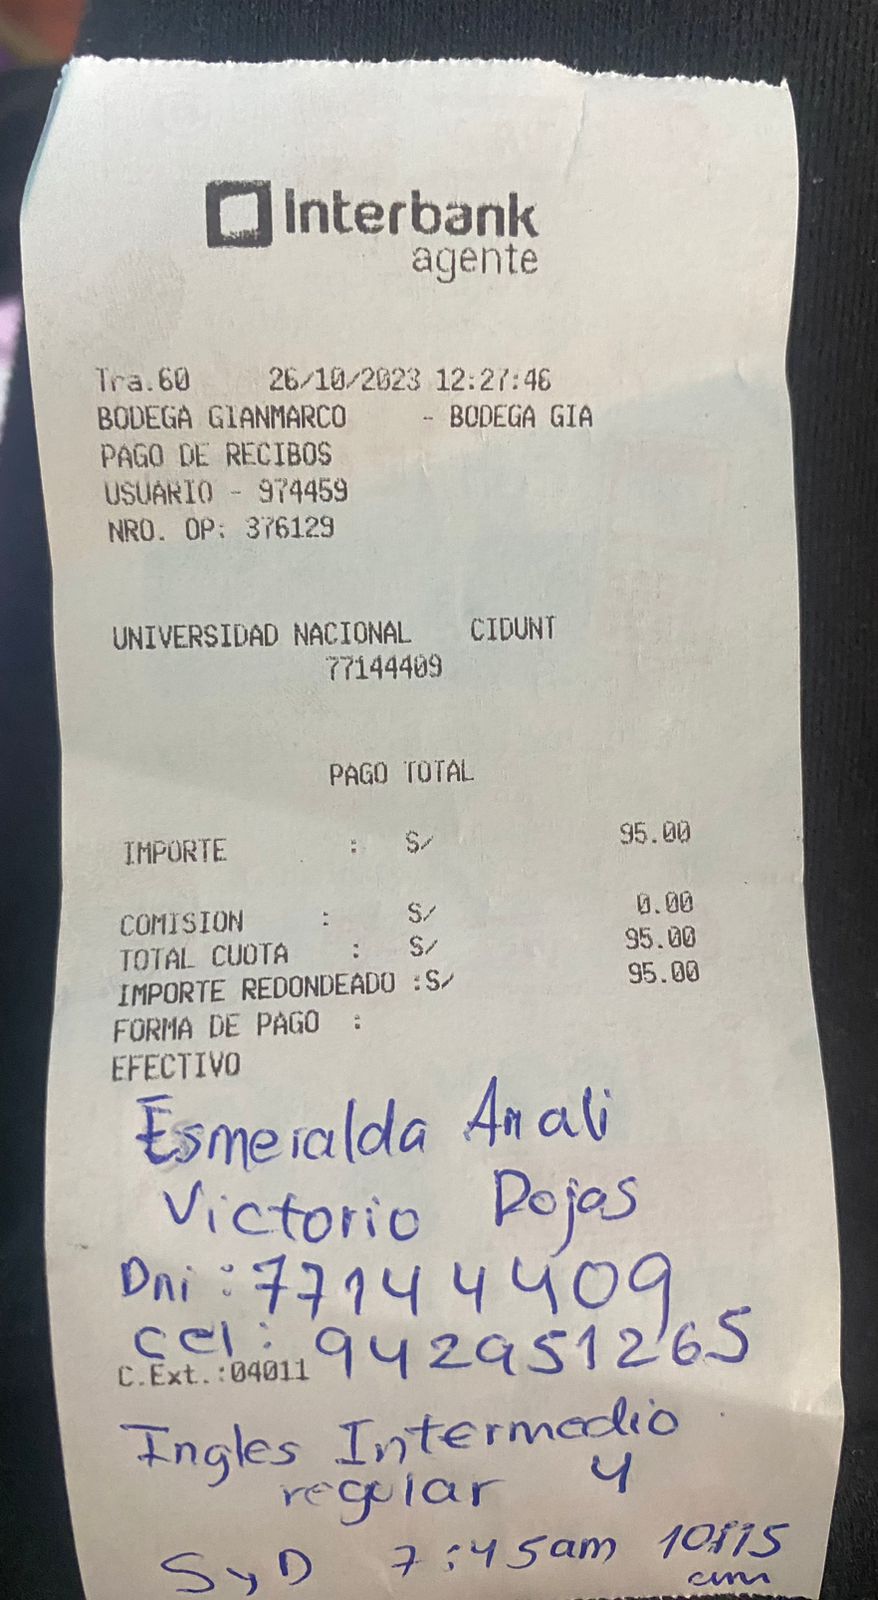 Interbank
agente
Tra.60 26/10/2023 12:27:46
BODEGA GIANMARCO - BODEGA GIA
PAGO DE RECIBOS
USUARIO - 974459
NRO. OP: 376129
UNIVERSIDAD NACIONAL CIDUNT
77144409
PAGO TOTAL
IMPORTE : S/ 95.00
COMISION : S/ 0.00
TOTAL CUOTA : S/ 95.00
IMPORTE REDONDEADO :S/ 95.00
FORMA DE PAGO :
EFECTIVO
Esmeralda Anali
Victorio Rojas
Dni: 77144409
cel: 942951265
C.Ext.:04011
Ingles Intermedio
regular 4
SyD 7:45am 10:15
am